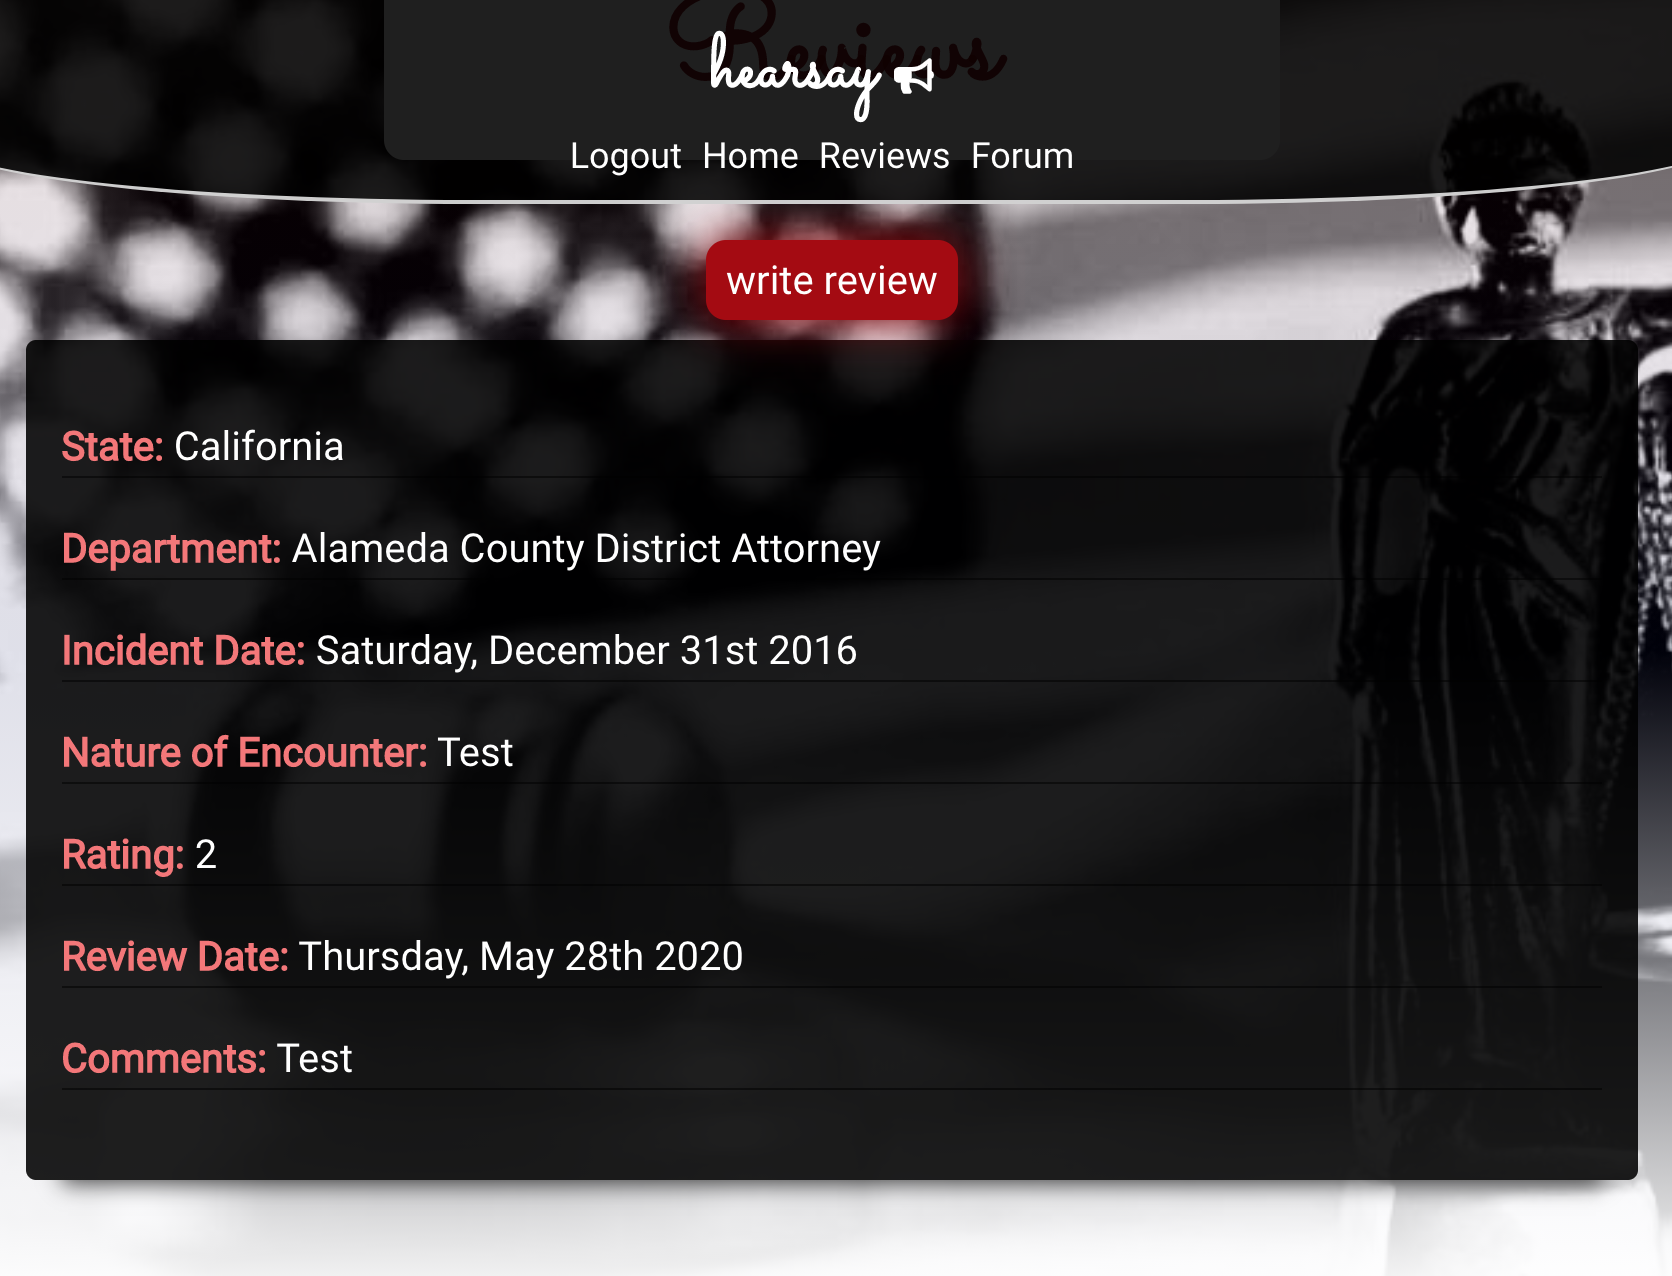 Reviews
hearsay
Logout Home Reviews Forum
write review
State: California
Department: Alameda County District Attorney
Incident Date: Saturday, December 31st 2016
Nature of Encounter: Test
Rating: 2
Review Date: Thursday, May 28th 2020
Comments: Test